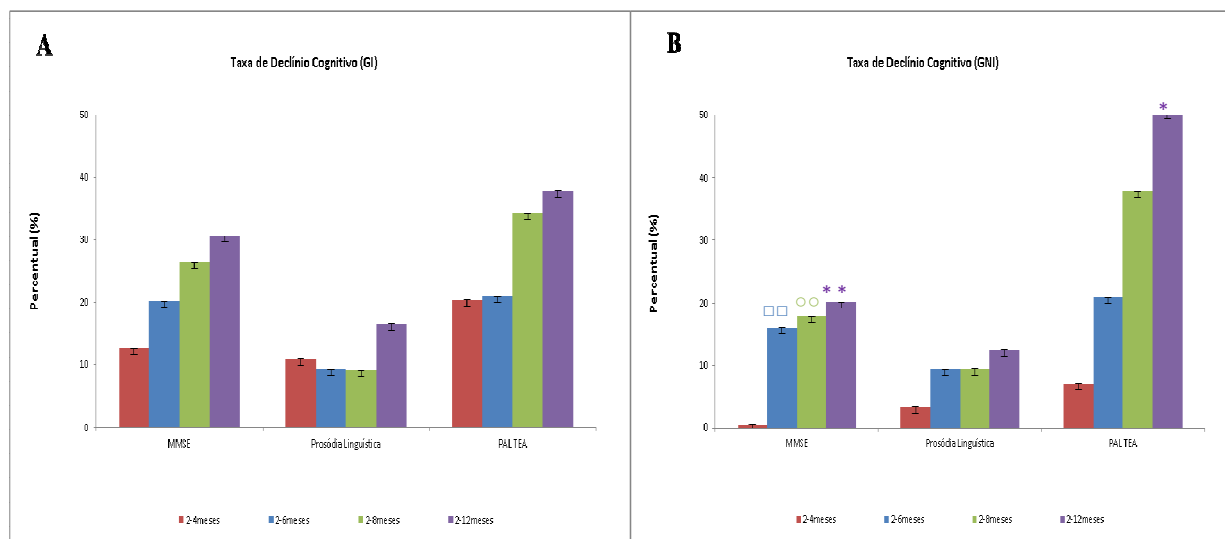 A
Taxa de Declínio Cognitivo (GI)
Percentual (%)
50
40
30
20
10
0
MMSE
Prosódia Linguística
PAL TEA
2-4meses
2-6meses
2-8meses
2-12meses
B
Taxa de Declínio Cognitivo (GNI)
Percentual (%)
50
40
30
20
10
0
* *
*
MMSE
Prosódia Linguística
PAL TEA
2-4meses
2-6meses
2-8meses
2-12meses